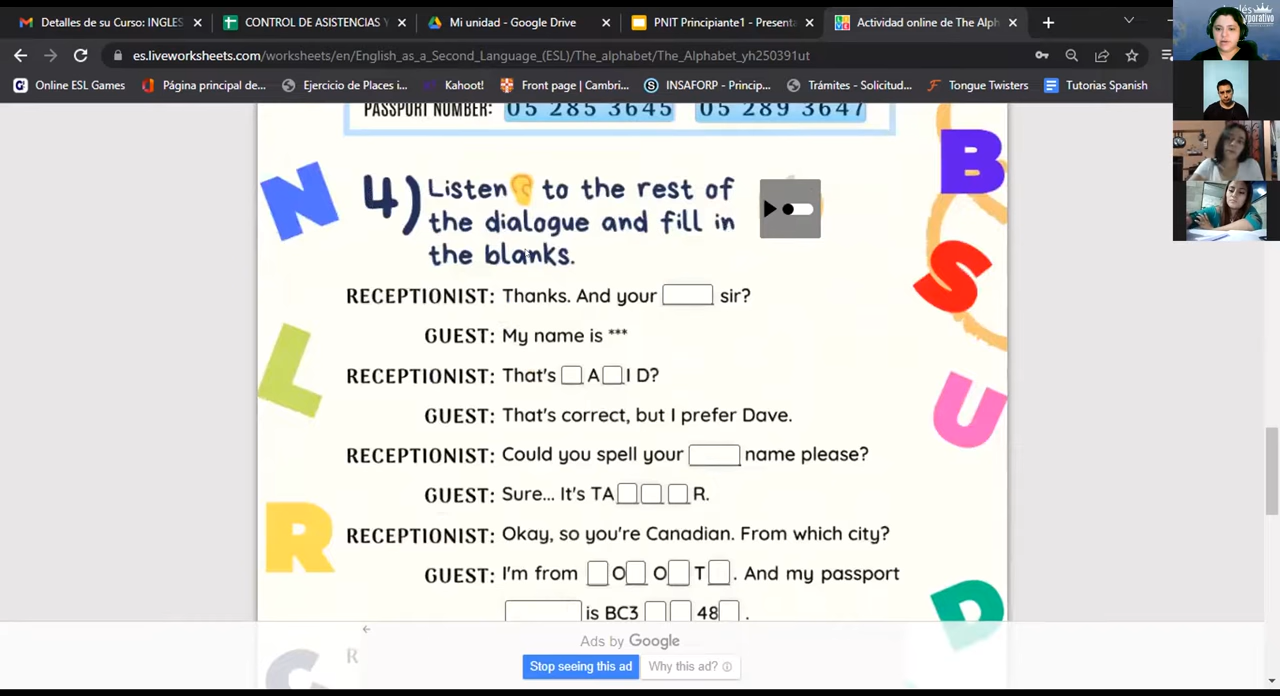 Detalles de su Curso: INGLES
CONTROL DE ASISTENCIAS Y
Mi unidad - Google Drive
PNIT Principiante1 - Presenta
Actividad online de The Alph
es.liveworksheets.com/worksheets/en/English_as_a_Second_Language_(ESL)/The_alphabet/The_Alphabet_yh250391ut
Online ESL Games
Página principal de...
Ejercicio de Places i...
Kahoot!
Front page | Cambri...
INSAFORP - Princip...
Trámites - Solicitud...
Tongue Twisters
Tutorias Spanish
PASSPORT NUMBER: 05 285 3645 05 289 3647
4) Listen to the rest of
the dialogue and fill in
the blanks.
RECEPTIONIST: Thanks. And your sir?
GUEST: My name is ***
RECEPTIONIST: That's A I D?
GUEST: That's correct, but I prefer Dave.
RECEPTIONIST: Could you spell your name please?
GUEST: Sure... It's TA R.
RECEPTIONIST: Okay, so you're Canadian. From which city?
GUEST: I'm from O O T . And my passport
is BC3 48 .
N
L
R
B
S
U
D
Ads by Google
Stop seeing this ad
Why this ad?